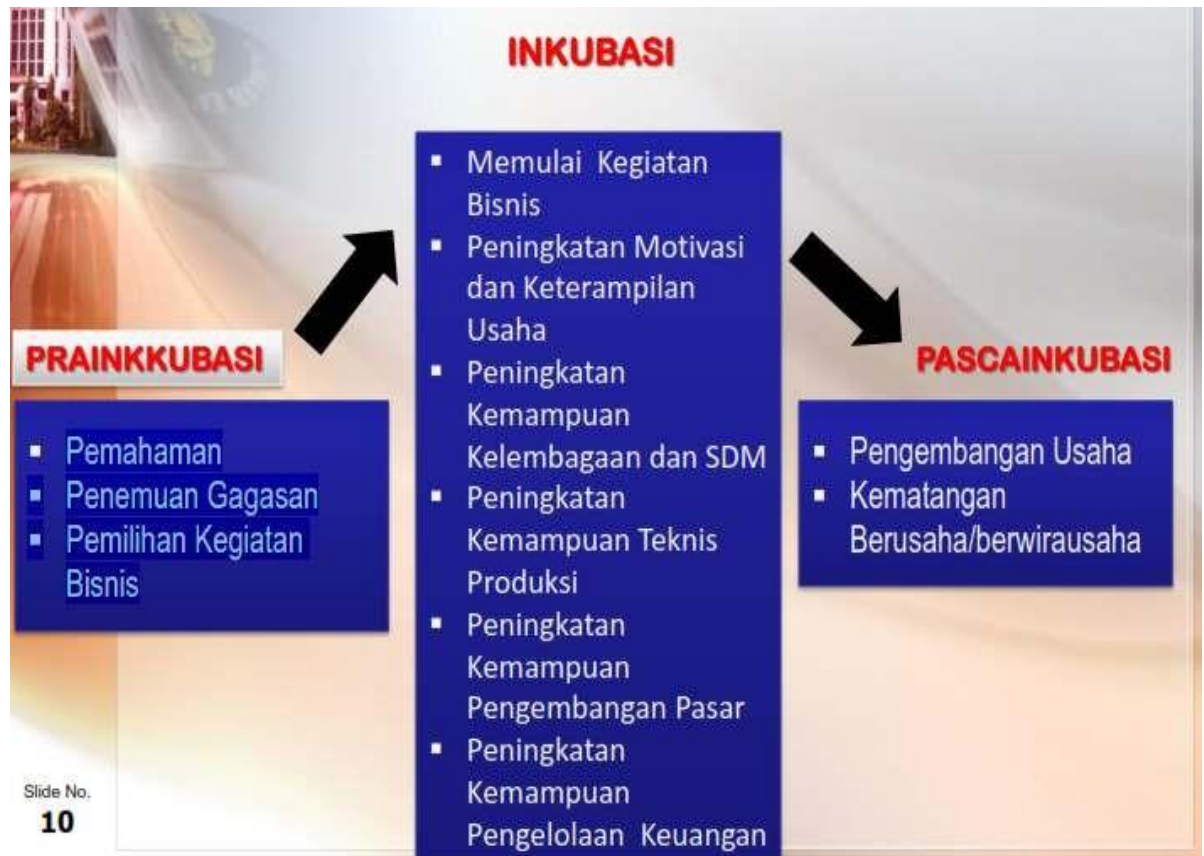 INKUBASI
▪ Memulai Kegiatan
Bisnis
▪ Peningkatan Motivasi
dan Keterampilan
Usaha
▪ Peningkatan
Kemampuan
Kelembagaan dan SDM
▪ Peningkatan
Kemampuan Teknis
Produksi
▪ Peningkatan
Kemampuan
Pengembangan Pasar
▪ Peningkatan
Kemampuan
Pengelolaan Keuangan
PRAINKKUBASI
▪ Pemahaman
▪ Penemuan Gagasan
▪ Pemilihan Kegiatan
Bisnis
PASCAINKUBASI
▪ Pengembangan Usaha
▪ Kematangan
Berusaha/berwirausaha
Slide No.
10